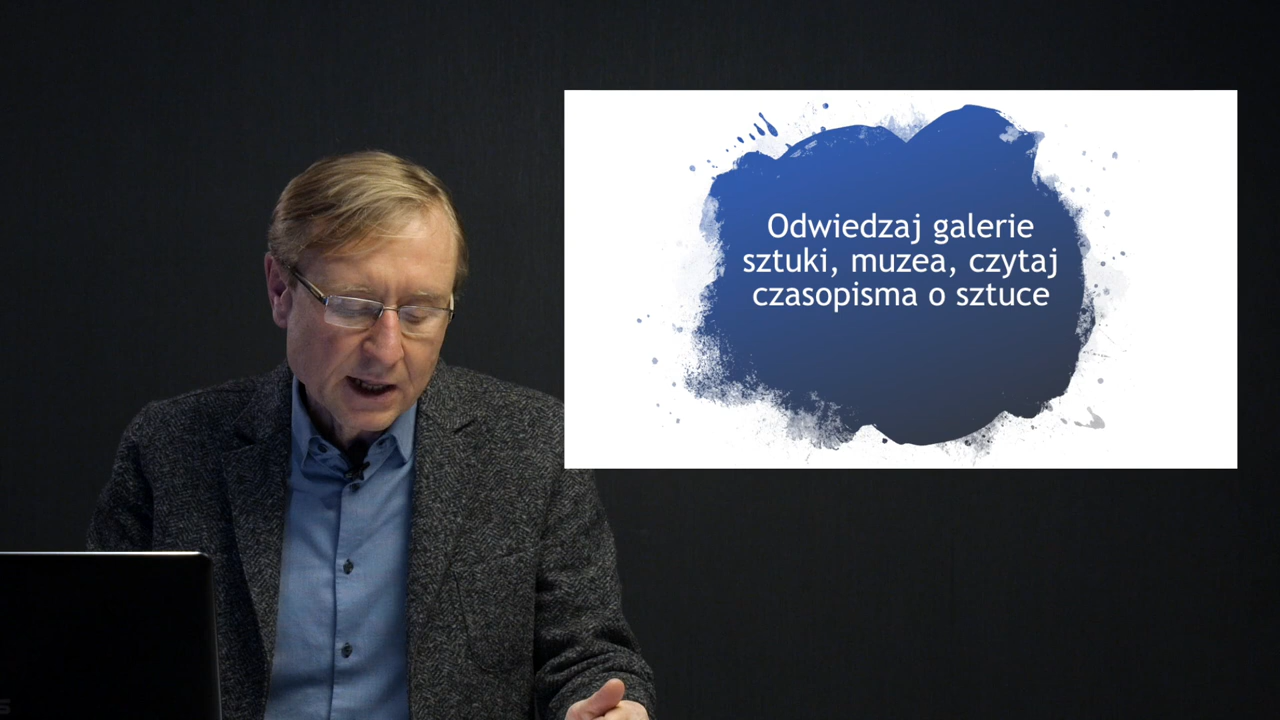 Odwiedzaj galerie
sztuki, muzea, czytaj
czasopisma o sztuce